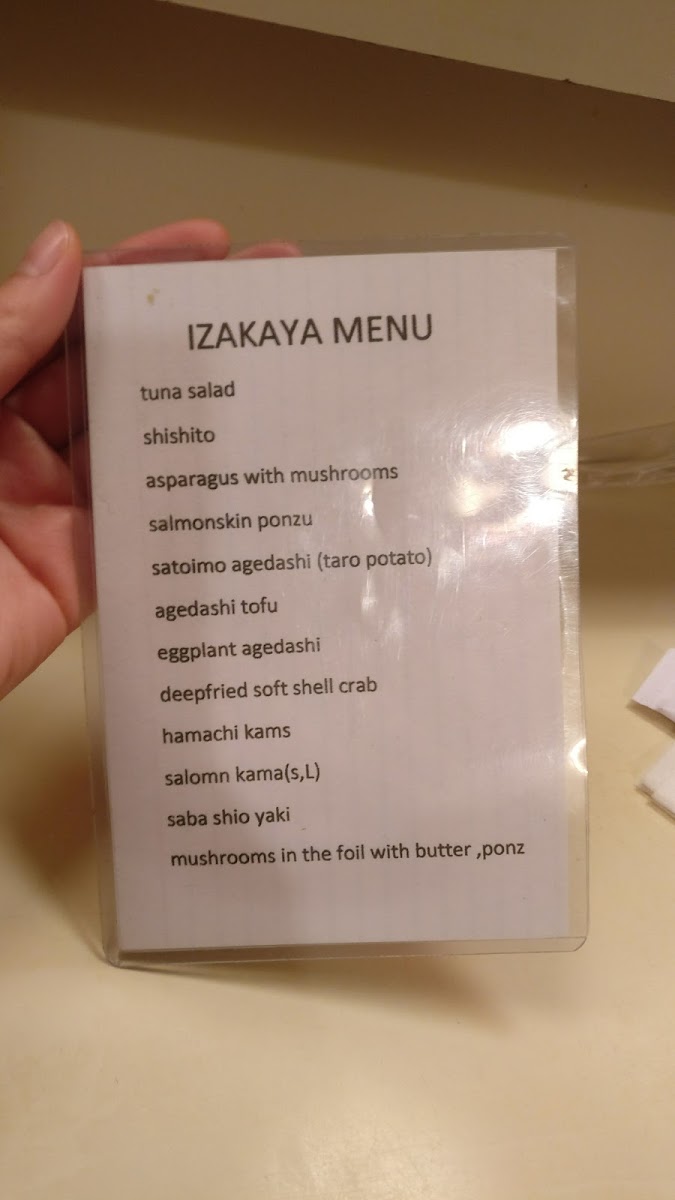 IZAKAYA MENU
tuna salad
shishito
asparagus with mushrooms
salmonskin ponzu
satoimo agedashi (taro potato)
agedashi tofu
eggplant agedashi
deepfried soft shell crab
hamachi kams
salomn kama(s,L)
saba shio yaki
mushrooms in the foil with butter ,ponz